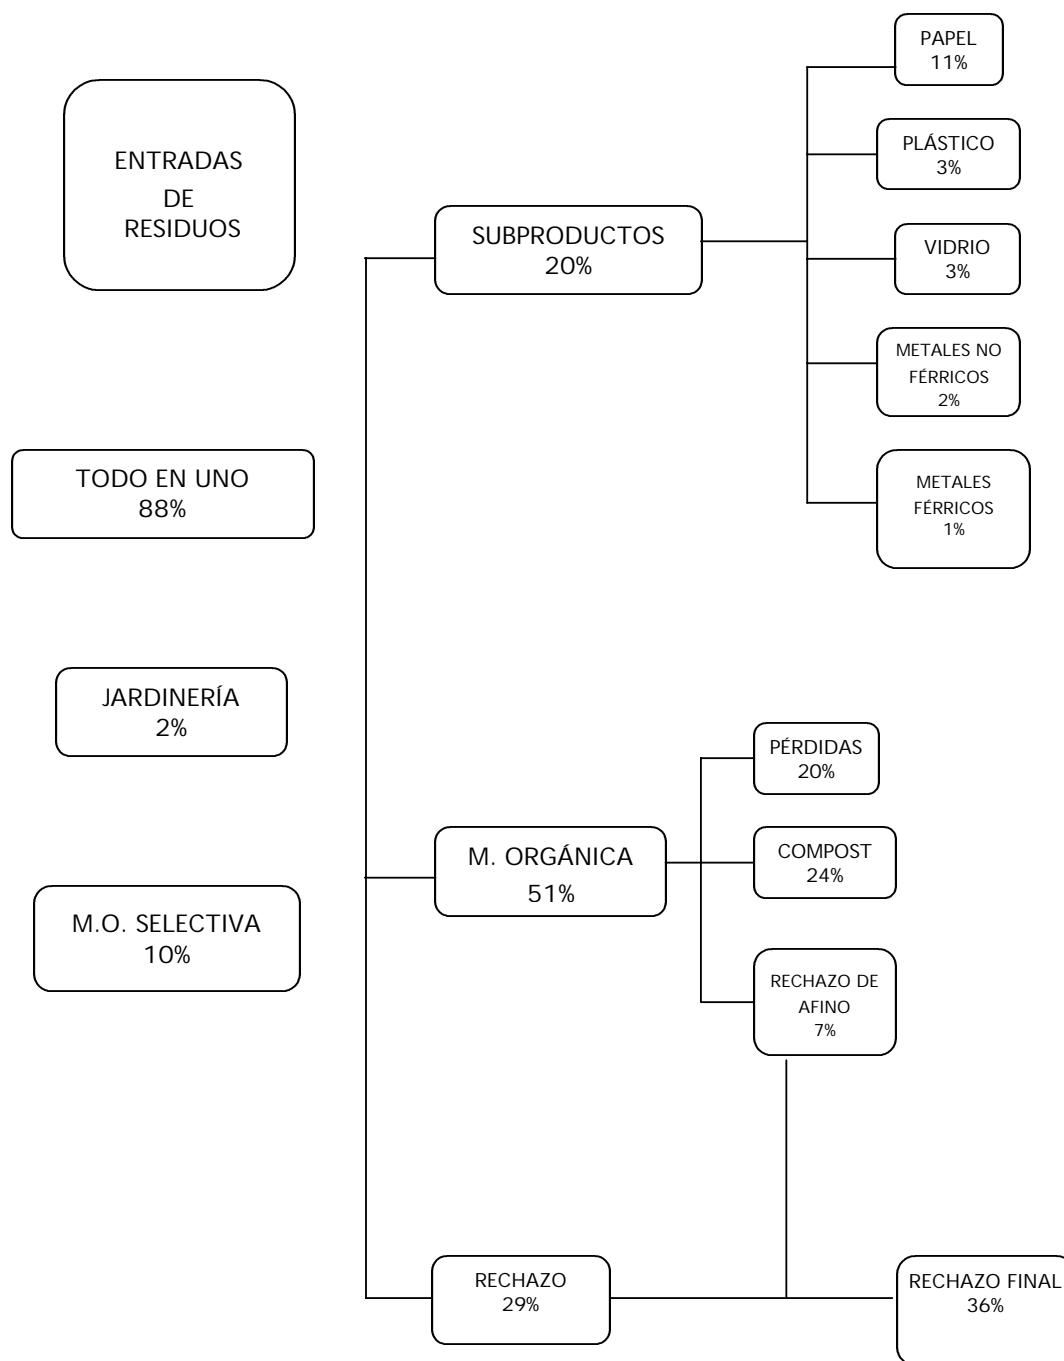 ENTRADAS
DE
RESIDUOS
TODO EN UNO
88%
JARDINERÍA
2%
M.O. SELECTIVA
10%
SUBPRODUCTOS
20%
PAPEL
11%
PLÁSTICO
3%
VIDRIO
3%
METALES NO
FÉRRICOS
2%
METALES
FÉRRICOS
1%
M. ORGÁNICA
51%
PÉRDIDAS
20%
COMPOST
24%
RECHAZO DE
AFINO
7%
RECHAZO
29%
RECHAZO FINAL
36%